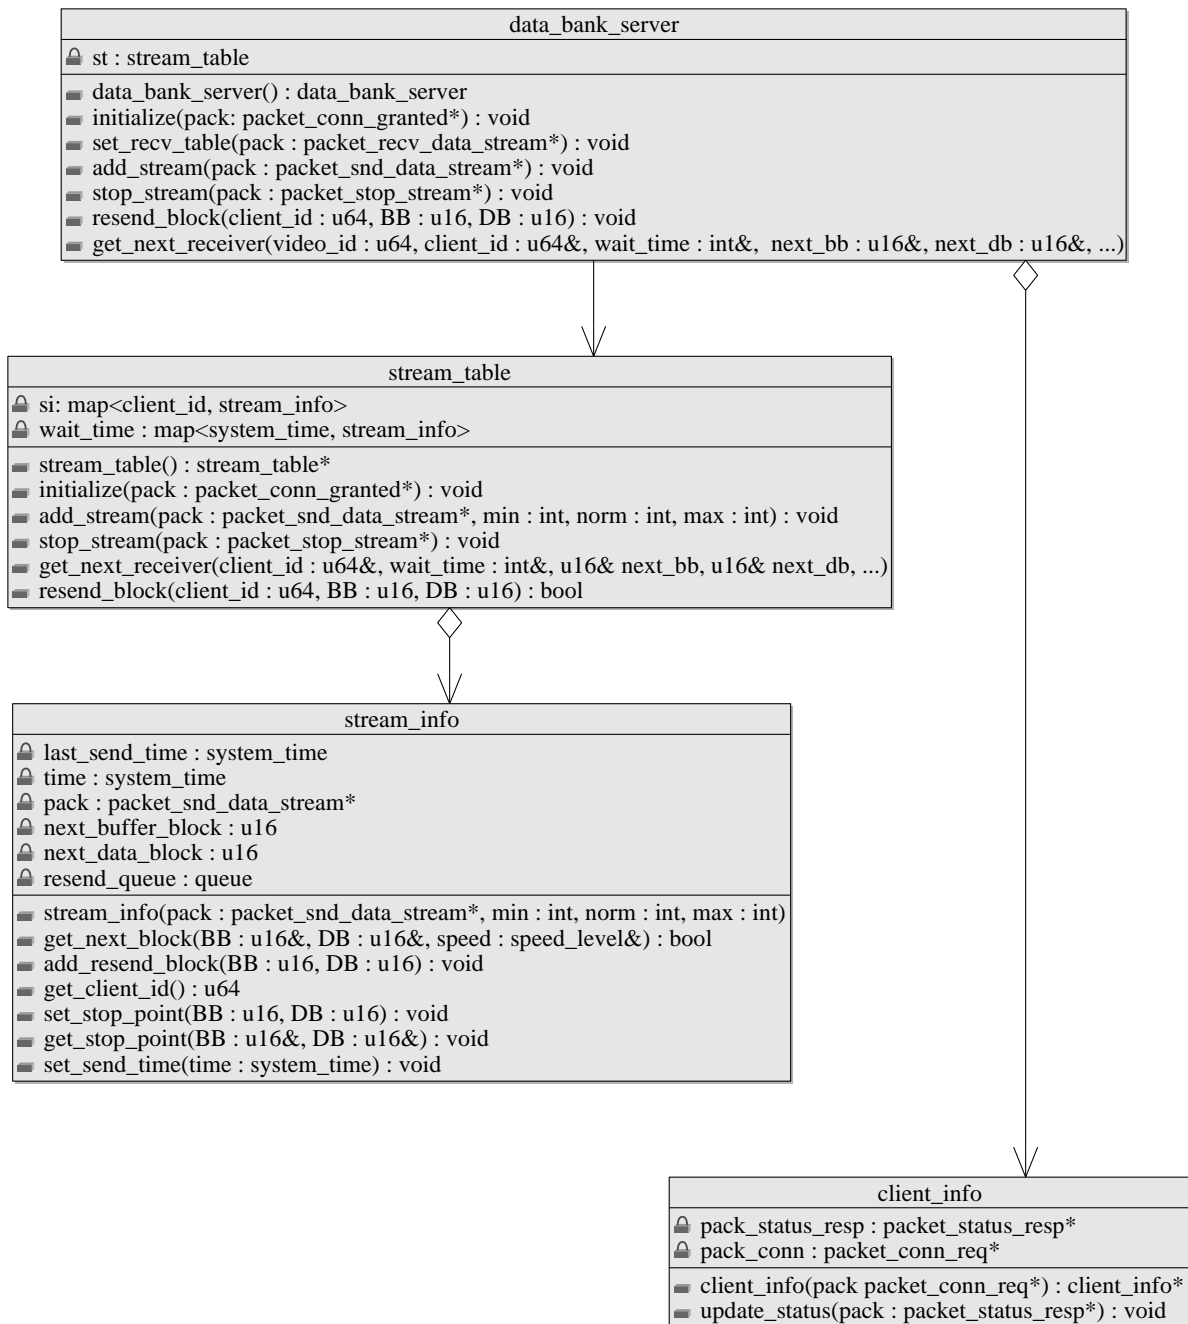 data_bank_server
st : stream_table
data_bank_server() : data_bank_server
initialize(pack: packet_conn_granted*) : void
set_recv_table(pack : packet_recv_data_stream*) : void
add_stream(pack : packet_snd_data_stream*) : void
stop_stream(pack : packet_stop_stream*) : void
resend_block(client_id : u64, BB : u16, DB : u16) : void
get_next_receiver(video_id : u64, client_id : u64&, wait_time : int&, next_bb : u16&, next_db : u16&, ...)
stream_table
si: map<client_id, stream_info>
wait_time : map<system_time, stream_info>
stream_table() : stream_table*
initialize(pack : packet_conn_granted*) : void
add_stream(pack : packet_snd_data_stream*, min : int, norm : int, max : int) : void
stop_stream(pack : packet_stop_stream*) : void
get_next_receiver(client_id : u64&, wait_time : int&, u16& next_bb, u16& next_db, ...)
resend_block(client_id : u64, BB : u16, DB : u16) : bool
stream_info
last_send_time : system_time
time : system_time
pack : packet_snd_data_stream*
next_buffer_block : u16
next_data_block : u16
resend_queue : queue
stream_info(pack : packet_snd_data_stream*, min : int, norm : int, max : int)
get_next_block(BB : u16&, DB : u16&, speed : speed_level&) : bool
add_resend_block(BB : u16, DB : u16) : void
get_client_id() : u64
set_stop_point(BB : u16, DB : u16) : void
get_stop_point(BB : u16&, DB : u16&) : void
set_send_time(time : system_time) : void
client_info
pack_status_resp : packet_status_resp*
pack_conn : packet_conn_req*
client_info(pack packet_conn_req*) : client_info*
update_status(pack : packet_status_resp*) : void